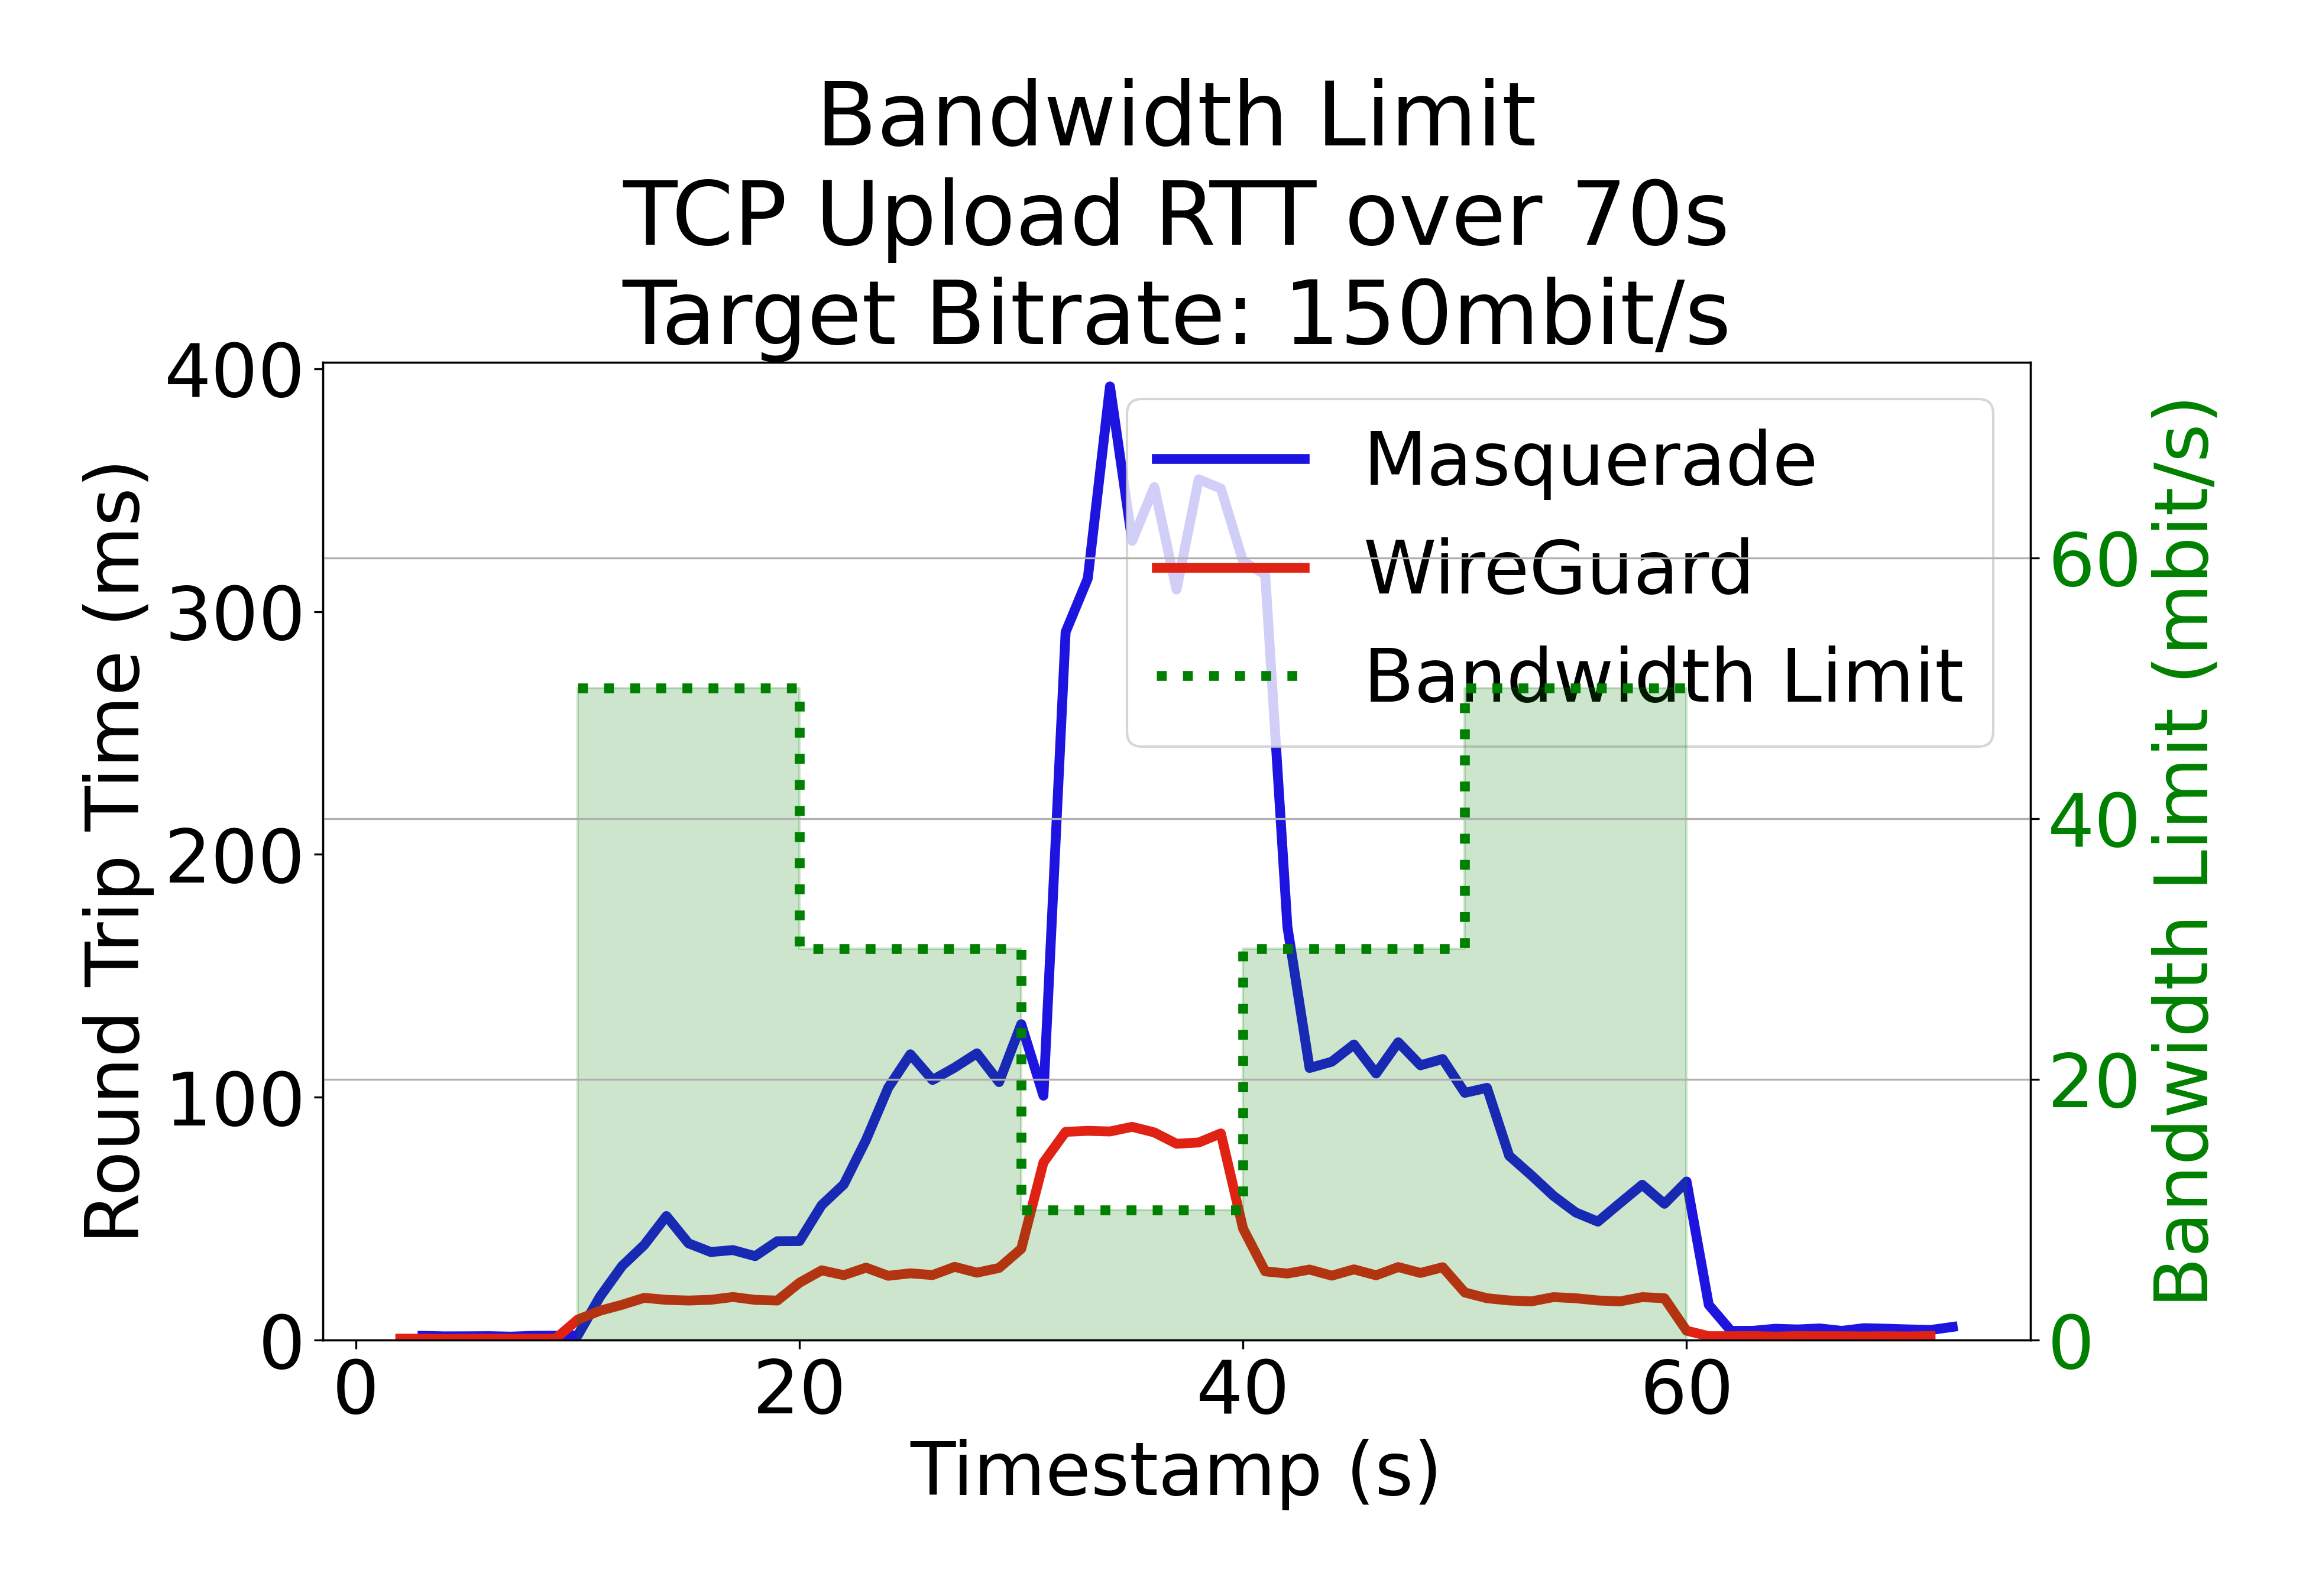 Bandwidth Limit
TCP Upload RTT over 70s
Target Bitrate: 150mbit/s
Round Trip Time (ms)
400
300
200
100
0
Masquerade
WireGuard
Bandwidth Limit
60
40
20
0
Bandwidth Limit (mbit/s)
0 20 40 60
Timestamp (s)